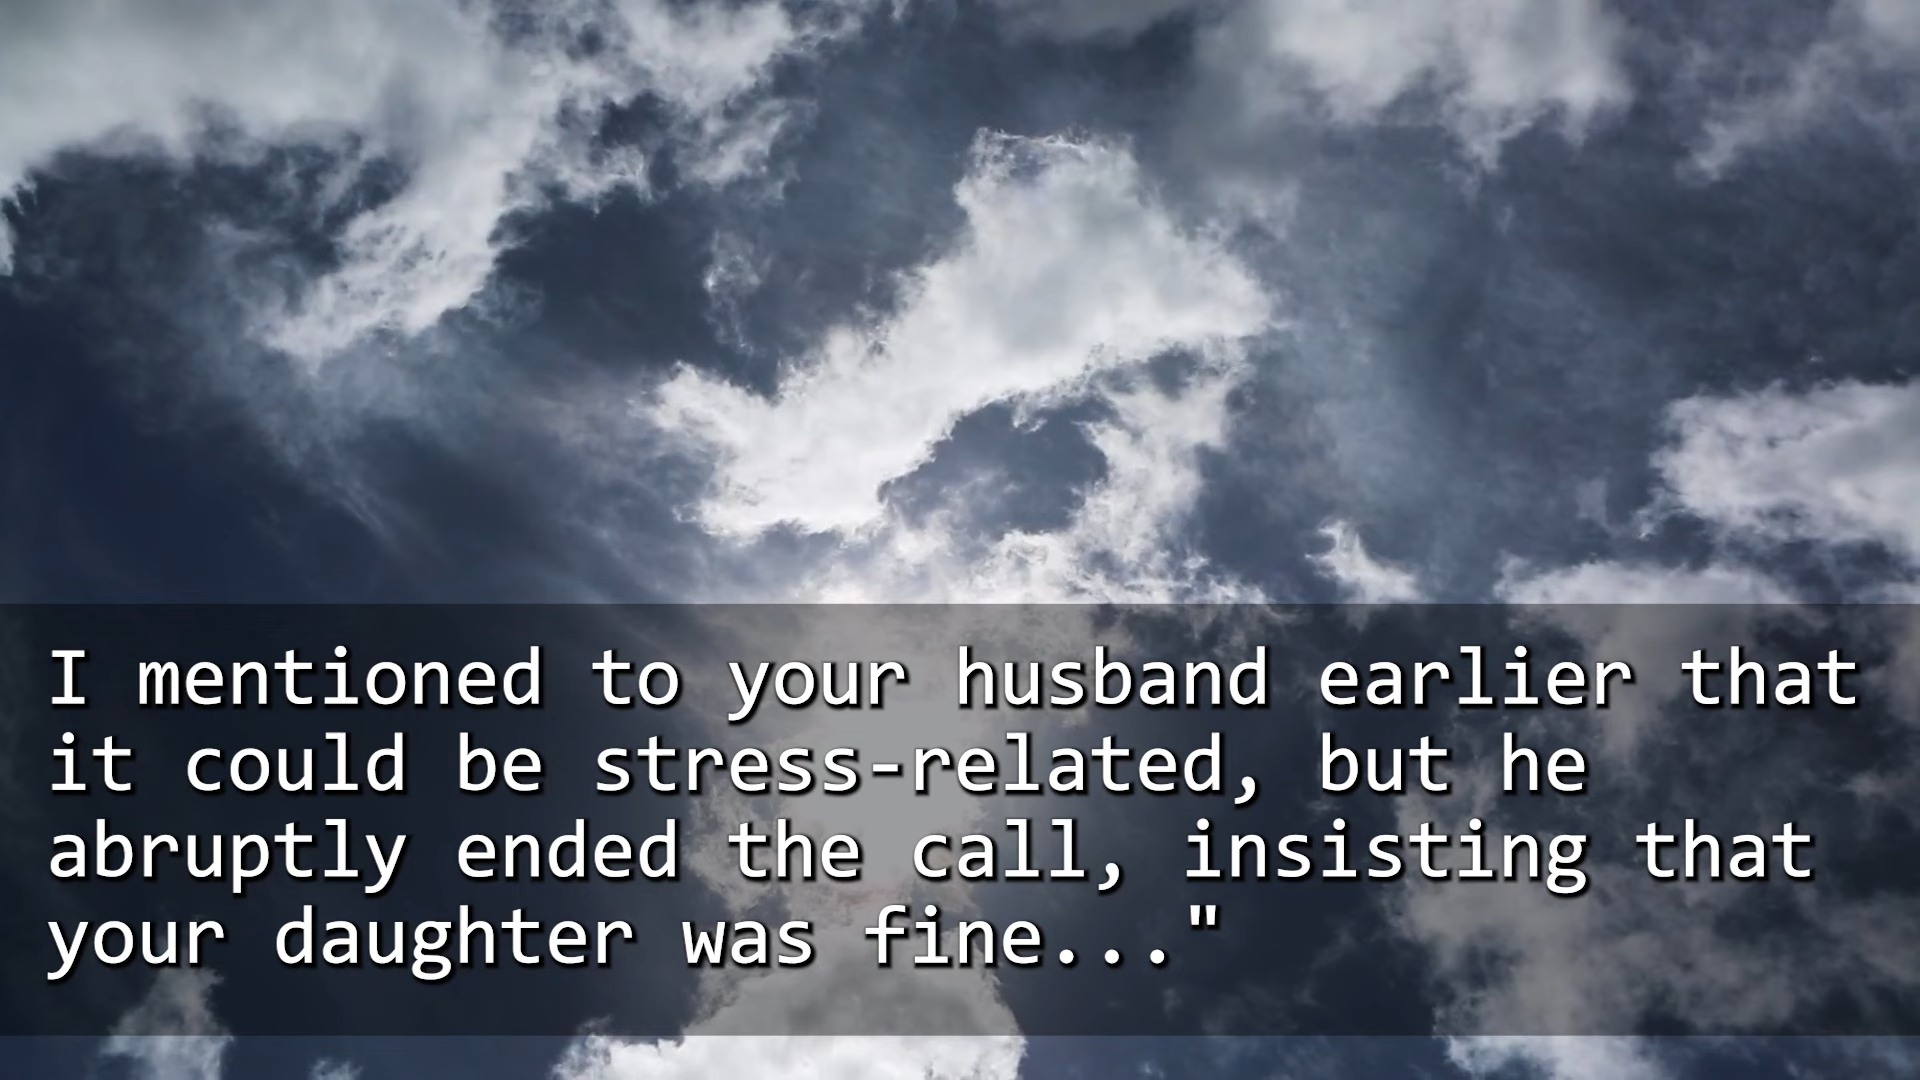 I mentioned to your husband earlier that
it could be stress-related, but he
abruptly ended the call, insisting that
your daughter was fine..."